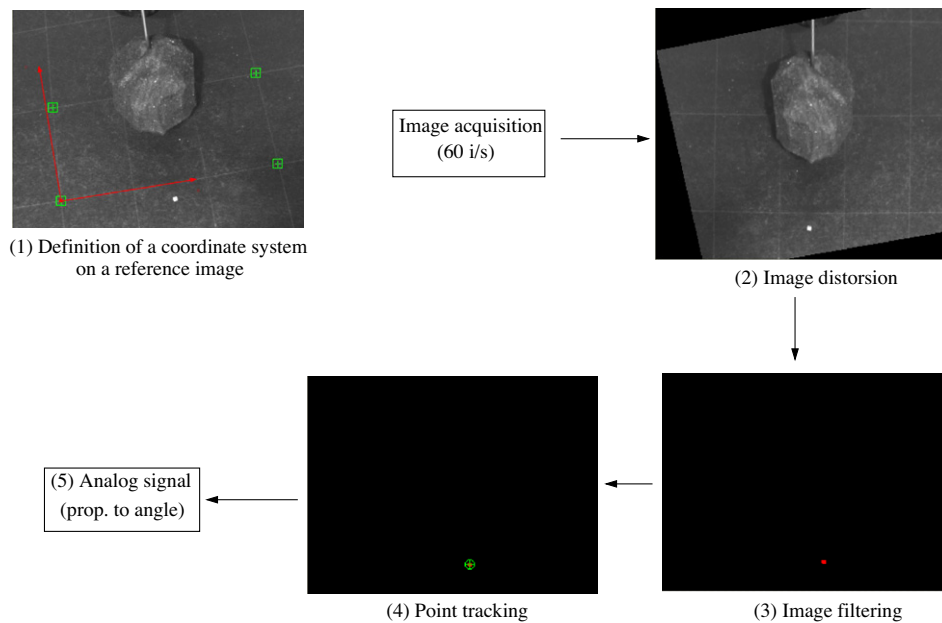 (1) Definition of a coordinate system
on a reference image
Image acquisition
(60 i/s)
(2) Image distorsion
(3) Image filtering
(4) Point tracking
(5) Analog signal
(prop. to angle)